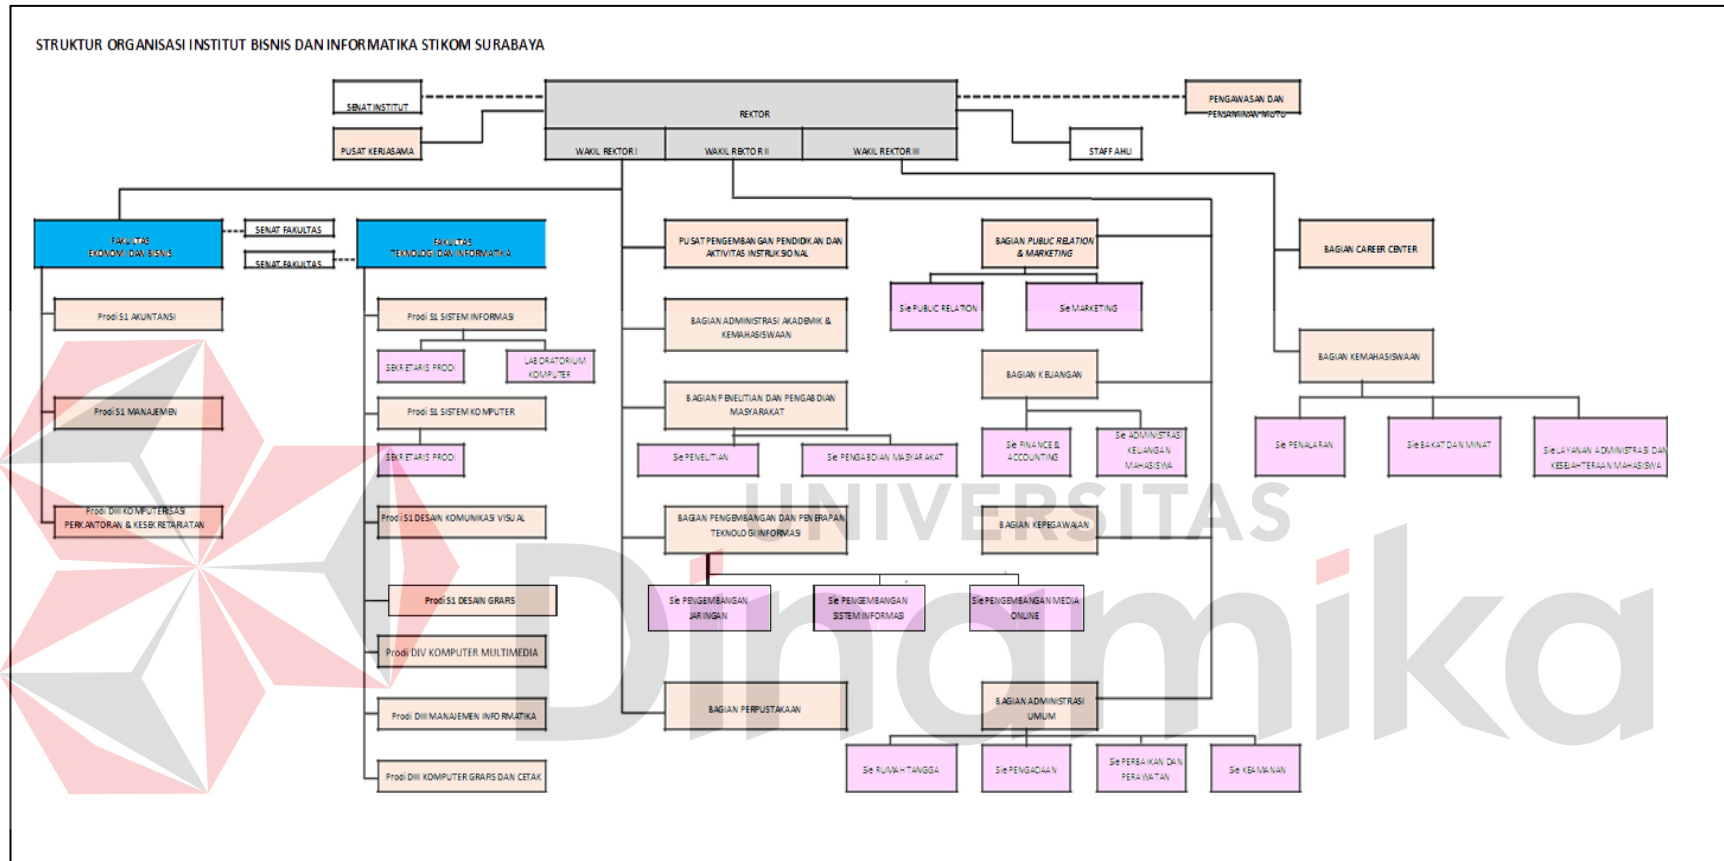 STRUKTUR ORGANISASI INSTITUT BISNIS DAN INFORMATIKA STIKOM SURABAYA
SENAT INSTITUT
REKTOR
PENGAWASAN DAN
PENJAMINAN MUTU
PUSAT KERJASAMA
WAKIL REKTOR I
WAKIL REKTOR II
WAKIL REKTOR III
STAFF AHLI
FAKULTAS
EKONOMI DAN BISNIS
SENAT FAKULTAS
SENAT FAKULTAS
FAKULTAS
TEKNOLOGI DAN INFORMATIKA
PUSAT PENGEMBANGAN PENDIDIKAN DAN
AKTIVITAS INSTRUKSIONAL
BAGIAN PUBLIC RELATION
& MARKETING
BAGIAN CAREER CENTER
Sie PUBLIC RELATION
Sie MARKETING
Prodi S1 AKUNTANSI
Prodi S1 SISTEM INFORMASI
BAGIAN ADMINISTRASI AKADEMIK &
KEMAHASISWAAN
SEKRETARIS PRODI
LABORATORIUM
KOMPUTER
BAGIAN KEUANGAN
BAGIAN KEMAHASISWAAN
Prodi S1 MANAJEMEN
Prodi S1 SISTEM KOMPUTER
BAGIAN PENELITIAN DAN PENGABDIAN
MASYARAKAT
SEKRETARIS PRODI
Sie PENELITIAN
Sie PENGABDIAN MASYARAKAT
Sie FINANCE &
ACCOUNTING
Sie ADMINISTRASI
KEUANGAN
MAHASISWA
Sie PENALARAN
Sie BAKAT DAN MINAT
Sie LAYANAN ADMINISTRASI DAN
KESEJAHTERAAN MAHASISWA
Prodi DIII KOMPUTERISASI
PERKANTORAN & KESEKRETARIATAN
Prodi S1 DESAIN KOMUNIKASI VISUAL
BAGIAN PENGEMBANGAN DAN PENERAPAN
TEKNOLOGI INFORMASI
BAGIAN KEPEGAWAIAN
UNIVERSITAS
Dinamika
Prodi S1 DESAIN GRAFIS
Sie PENGEMBANGAN
JARINGAN
Sie PENGEMBANGAN
SISTEM INFORMASI
Sie PENGEMBANGAN MEDIA
ONLINE
Prodi DIV KOMPUTER MULTIMEDIA
Prodi DIII MANAJEMEN INFORMATIKA
BAGIAN PERPUSTAKAAN
BAGIAN ADMINISTRASI
UMUM
Prodi DIII KOMPUTER GRAFIS DAN CETAK
Sie RUMAH TANGGA
Sie PENGADAAN
Sie PERBAIKAN DAN
PERAWATAN
Sie KEAMANAN